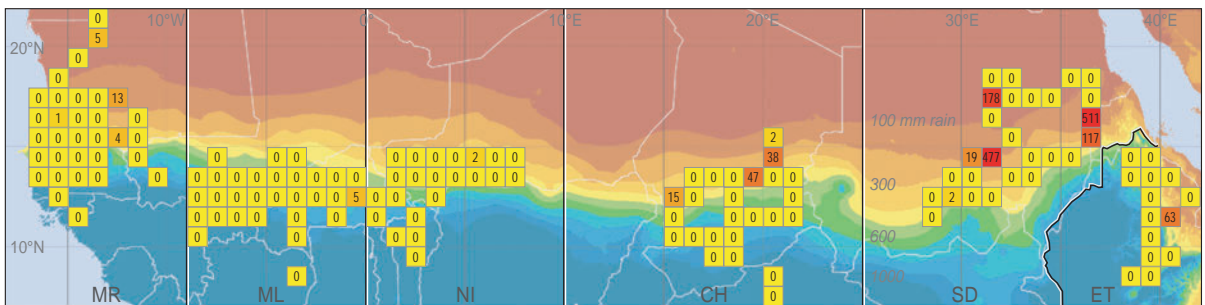 0 10°W 0° 10°E 20°E 30°E 40°E
5
20°N 0
0 0 0 0 0
0 0 0 0 13 178 0 0 0 0
0 1 0 0 0 100 mm rain 0 511
0 0 0 0 4 0 2 0 117
0 0 0 0 0 0 0 0 0 0 0 0 2 0 0 38 19 477 0 0 0 0 0
0 0 0 0 0 0 0 0 0 0 0 0 0 0 0 0 0 0 0 0 0 0 0 0 47 0 0 0 0 0 0 0 0
300
0 0 0 0 0 0 0 0 0 5 0 0 0 15 0 0 0 0 0 2 0 0 0 0 0
0 0 0 0 0 0 0 0 0 0 0 0 0 0 0 0 63
10°N 0 0 0 0 0 0 0 0 600 0
0 0 0 0 0
0 0 1000 0 0
MR ML NI CH 0 SD ET